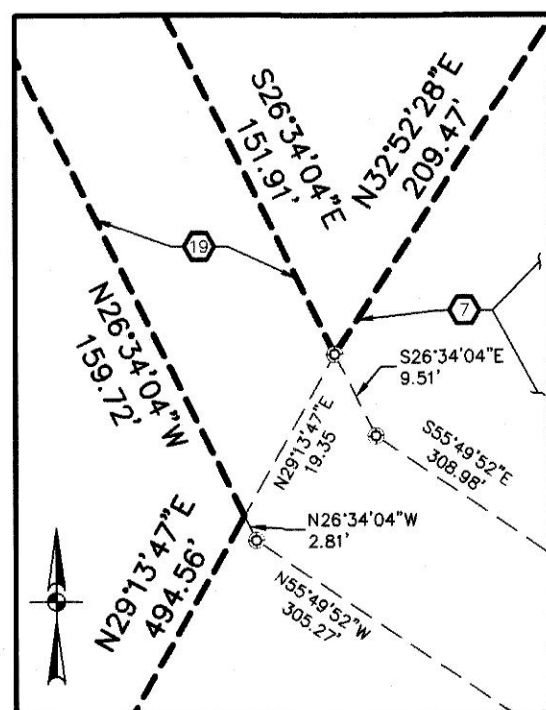 S26°34'04"E
151.91'
N32°52'28"E
209.47'
19
7
N26°34'04"W
159.72'
S26°34'04"E
9.51'
N29°13'47"E
19.35
S55°49'52"E
308.98'
N26°34'04"W
2.81'
N29°13'47"E
494.56'
N55°49'52"W
305.27'